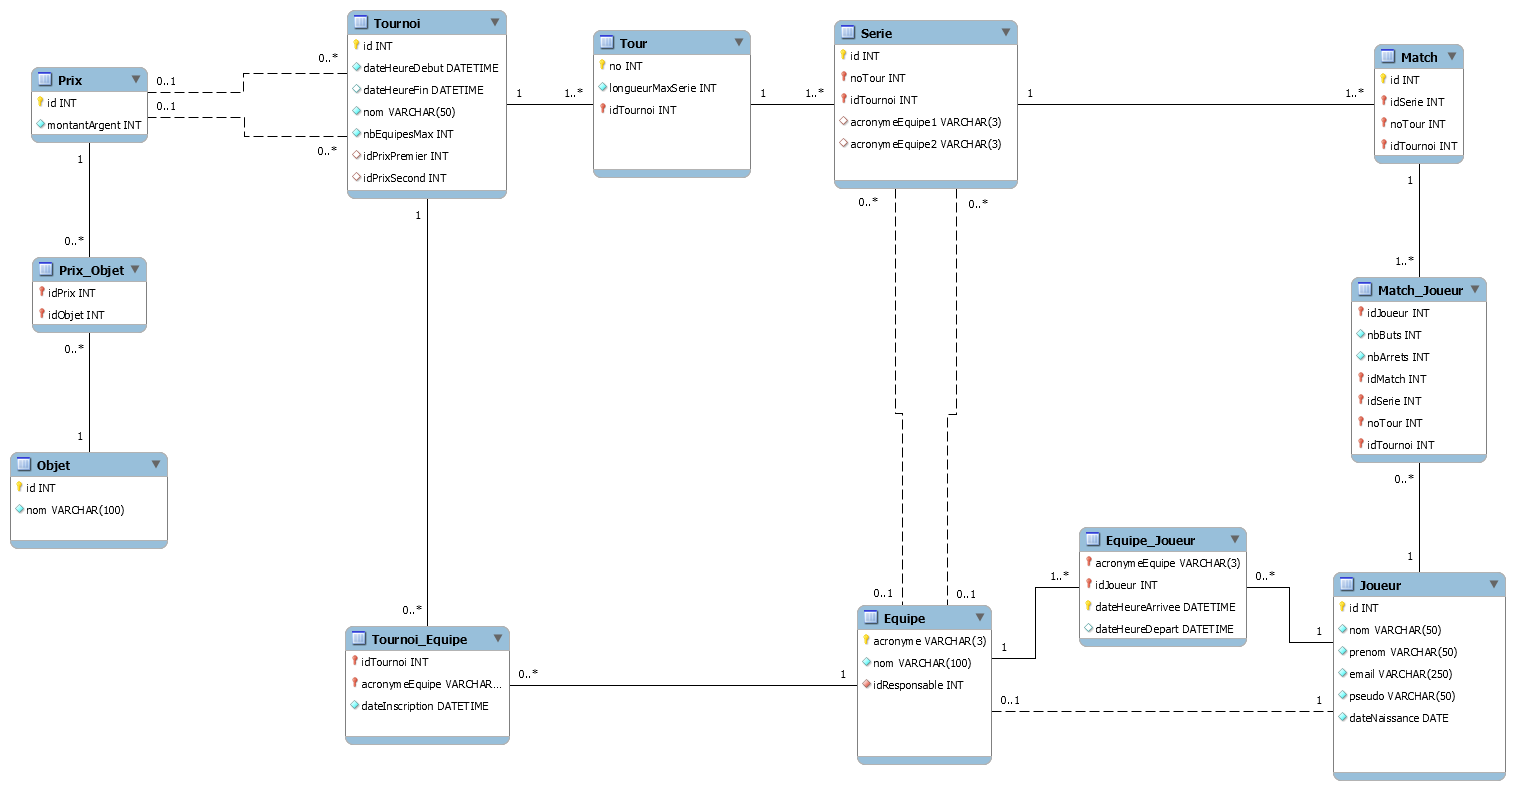 Prix
id INT
montantArgent INT
0..1
0..1
0..*
0..*
1
0..*
Prix_Objet
idPrix INT
idObjet INT
0..*
1
Objet
id INT
nom VARCHAR(100)
Tournoi
id INT
dateHeureDebut DATETIME
dateHeureFin DATETIME
nom VARCHAR(50)
nbEquipesMax INT
idPrixPremier INT
idPrixSecond INT
1
1..*
1
0..*
Tour
no INT
longueurMaxSerie INT
idTournoi INT
1
1..*
Serie
id INT
noTour INT
idTournoi INT
acronymeEquipe1 VARCHAR(3)
acronymeEquipe2 VARCHAR(3)
1
1..*
0..*
0..*
0..1
0..1
Match
id INT
idSerie INT
noTour INT
idTournoi INT
1
1..*
Match_Joueur
idJoueur INT
nbButs INT
nbArrets INT
idMatch INT
idSerie INT
noTour INT
idTournoi INT
0..*
1
Tournoi_Equipe
idTournoi INT
acronymeEquipe VARCHAR...
dateInscription DATETIME
0..*
1
Equipe
acronyme VARCHAR(3)
nom VARCHAR(100)
idResponsable INT
1
1..*
0..1
1
Equipe_Joueur
acronymeEquipe VARCHAR(3)
idJoueur INT
dateHeureArrivee DATETIME
dateHeureDepart DATETIME
0..*
1
Joueur
id INT
nom VARCHAR(50)
prenom VARCHAR(50)
email VARCHAR(250)
pseudo VARCHAR(50)
dateNaissance DATE